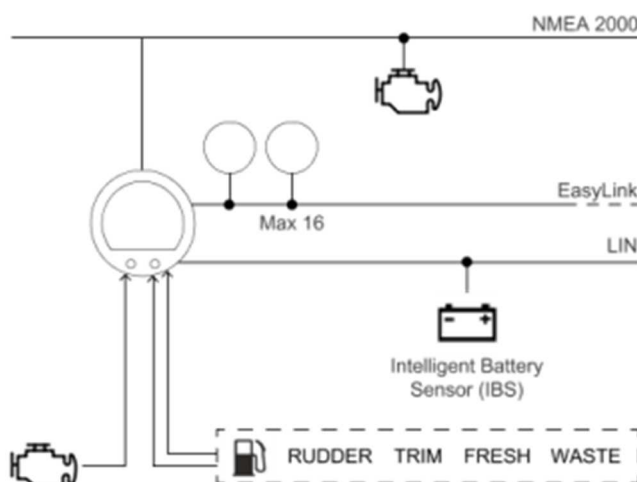 NMEA 2000
EasyLink
Max 16
LIN
Intelligent Battery
Sensor (IBS)
RUDDER TRIM FRESH WASTE